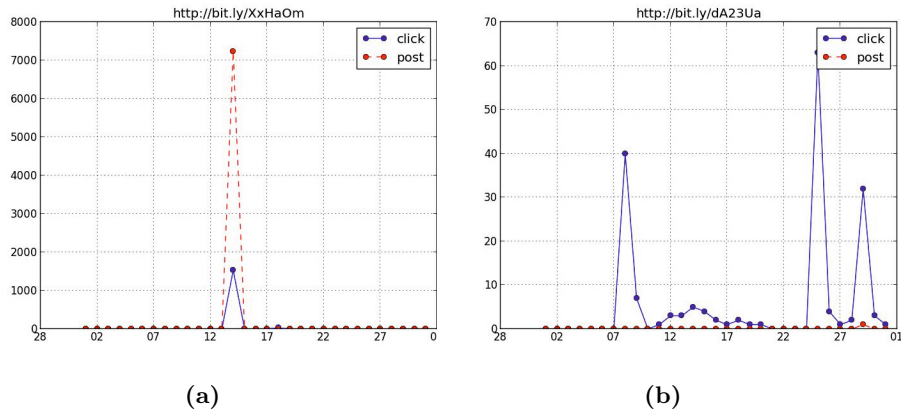 http://bit.ly/XxHaOm
8000
7000
6000
5000
4000
3000
2000
1000
0
28 02 07 12 17 22 27 0
click
post
(a)
http://bit.ly/dA23Ua
70
60
50
40
30
20
10
0
28 02 07 12 17 22 27 01
click
post
(b)